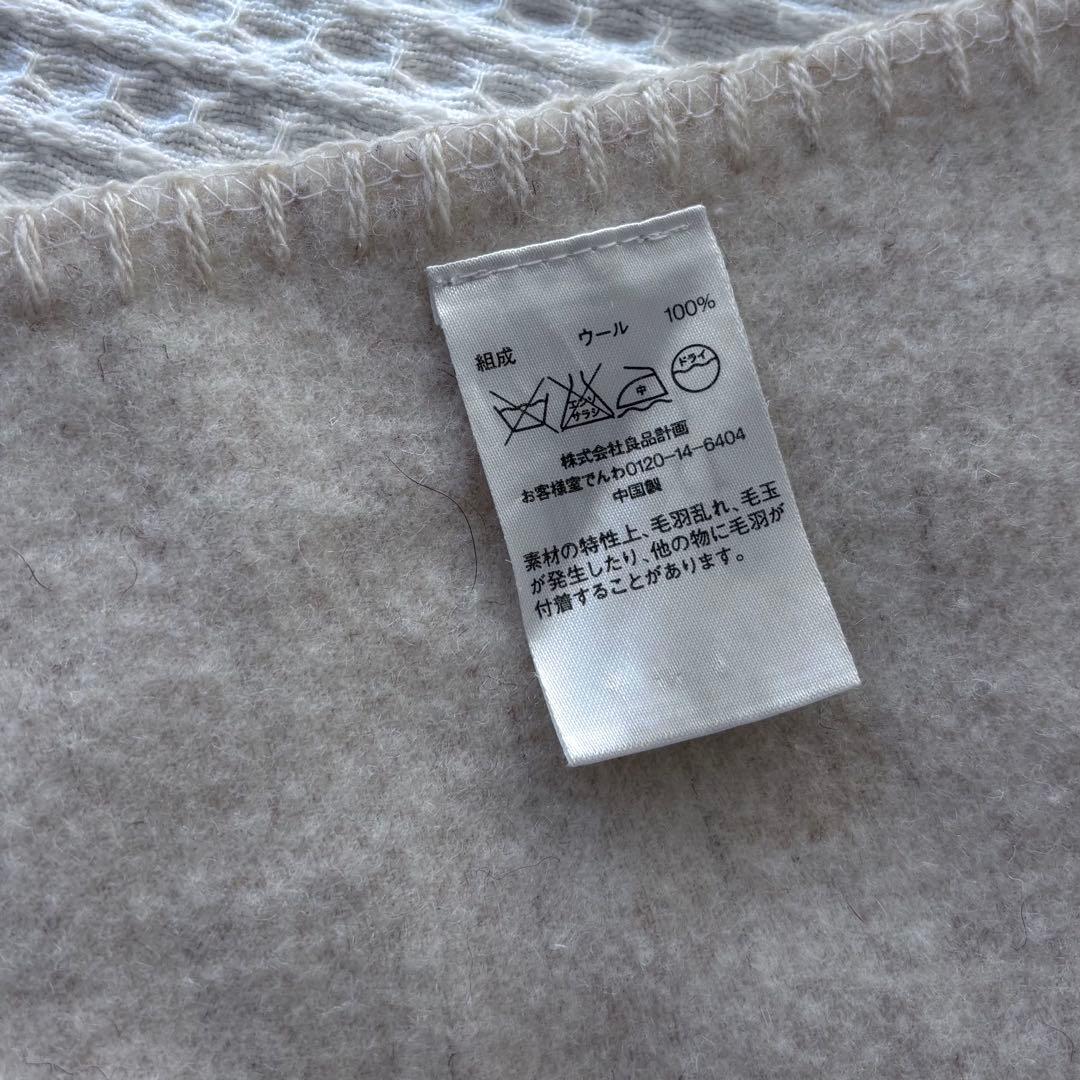 組成 ウール 100%
エンソ サラシ 中 ドライ
株式会社良品計画
お客様室でんわ0120-14-6404
中国製
素材の特性上、毛羽乱れ、毛玉
が発生したり、他の物に毛羽が
付着することがあります。